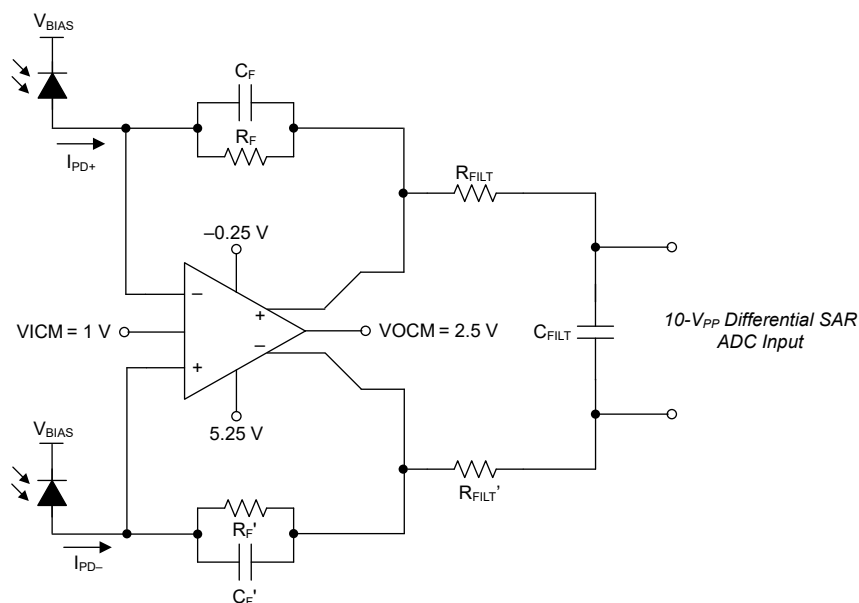 VBIAS
CF
RF
IPD+
RFILT
–0.25 V
–
+
VICM = 1 V
VOCM = 2.5 V
CFILT
10-VPP Differential SAR
ADC Input
+
–
5.25 V
VBIAS
RFILT'
RF'
IPD–
CF'